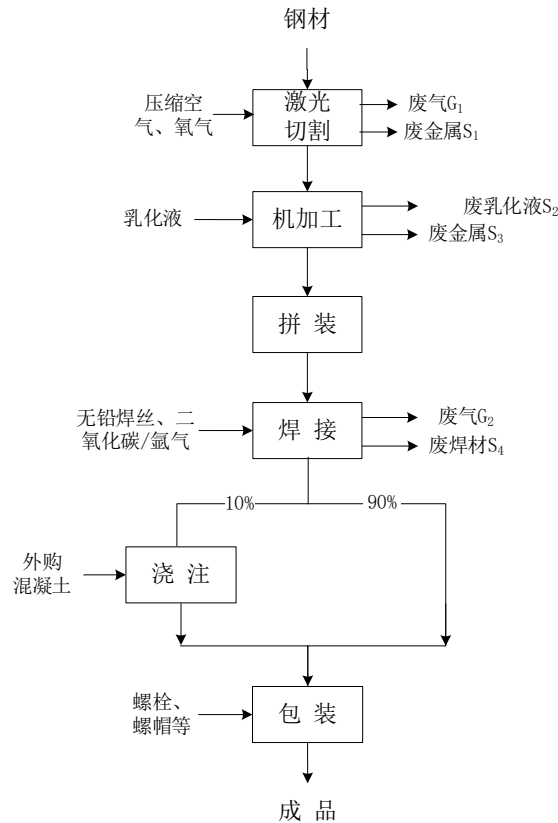 钢材
压缩空
气、氧气
激光
切割
废气G₁
废金属S₁
乳化液
机加工
废乳化液S₂
废金属S₃
拼 装
无铅焊丝、二
氧化碳/氩气
焊 接
废气G₂
废焊材S₄
10%
90%
外购
混凝土
浇 注
螺栓、
螺帽等
包 装
成 品